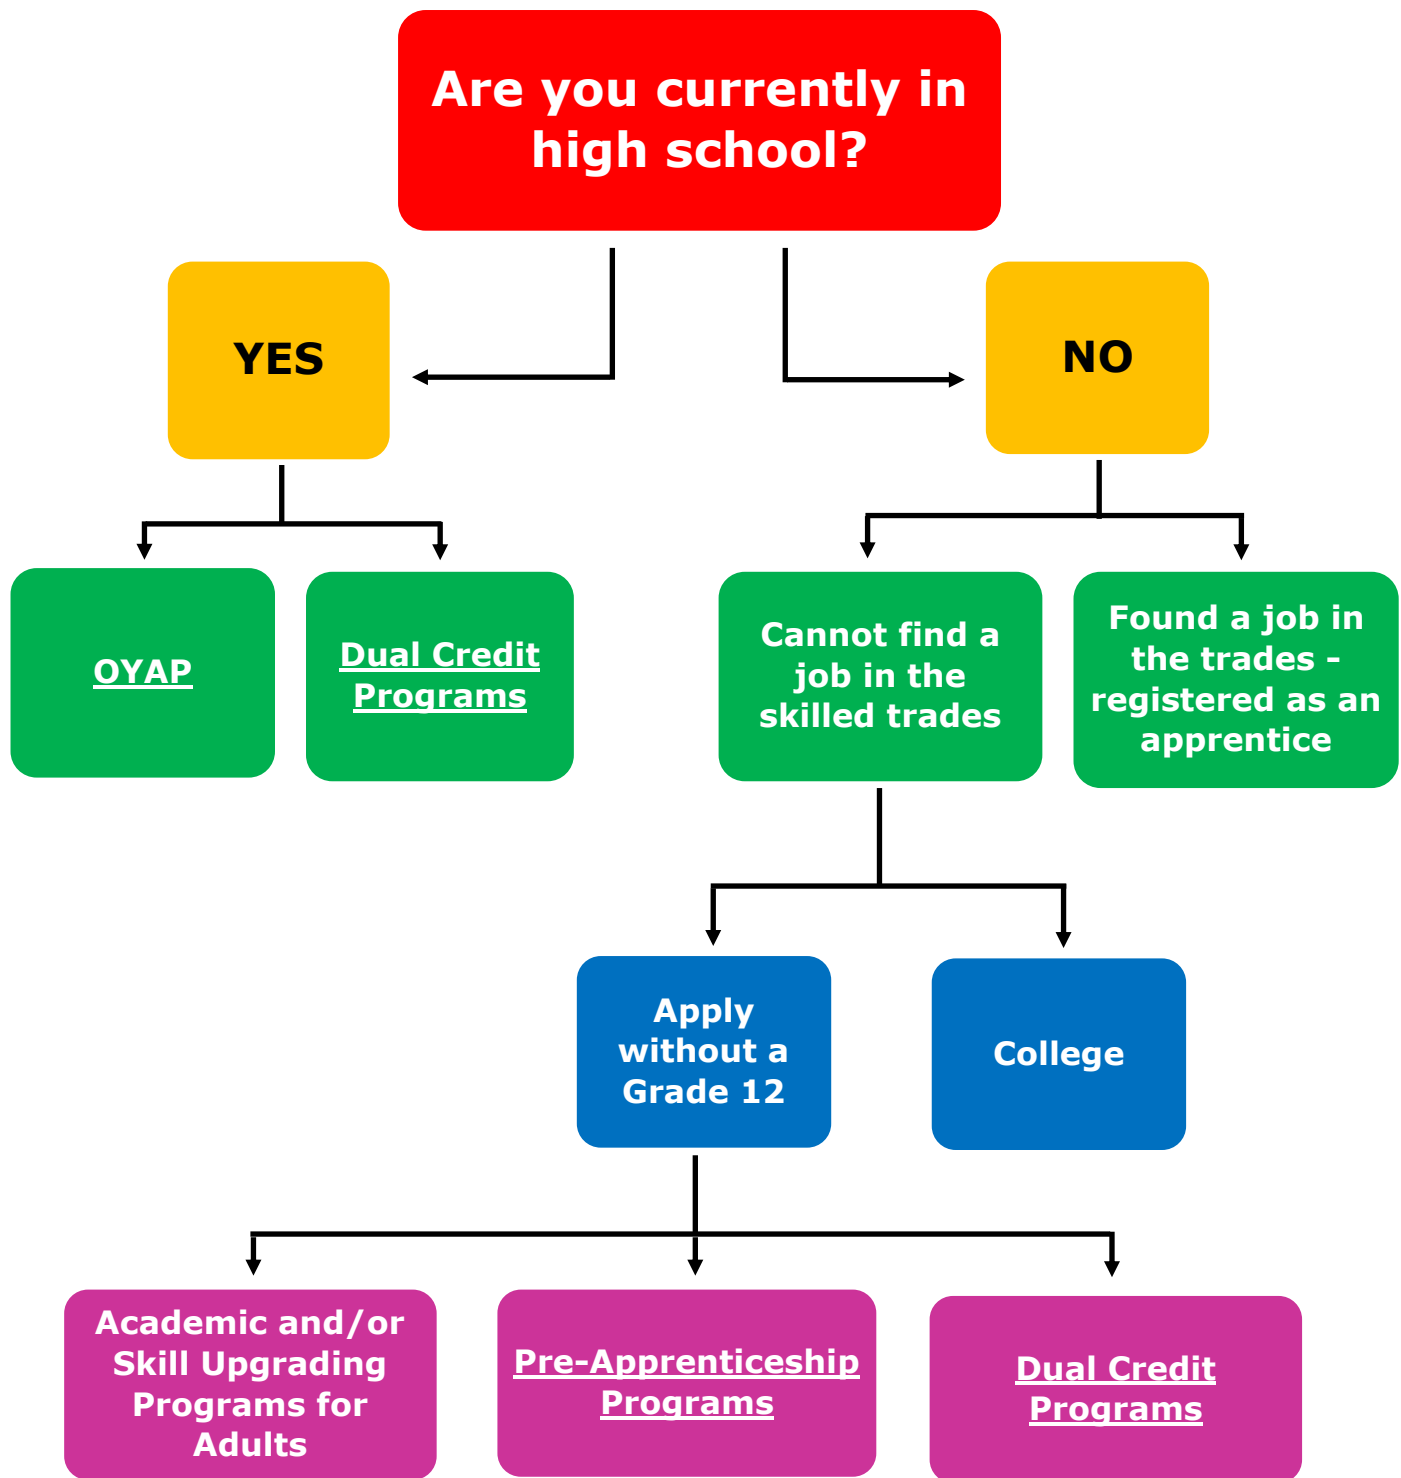 Are you currently in
high school?
YES
NO
OYAP
Dual Credit
Programs
Cannot find a
job in the
skilled trades
Found a job in
the trades –
registered as an
apprentice
Apply
without a
Grade 12
College
Academic and/or
Skill Upgrading
Programs for
Adults
Pre-Apprenticeship
Programs
Dual Credit
Programs